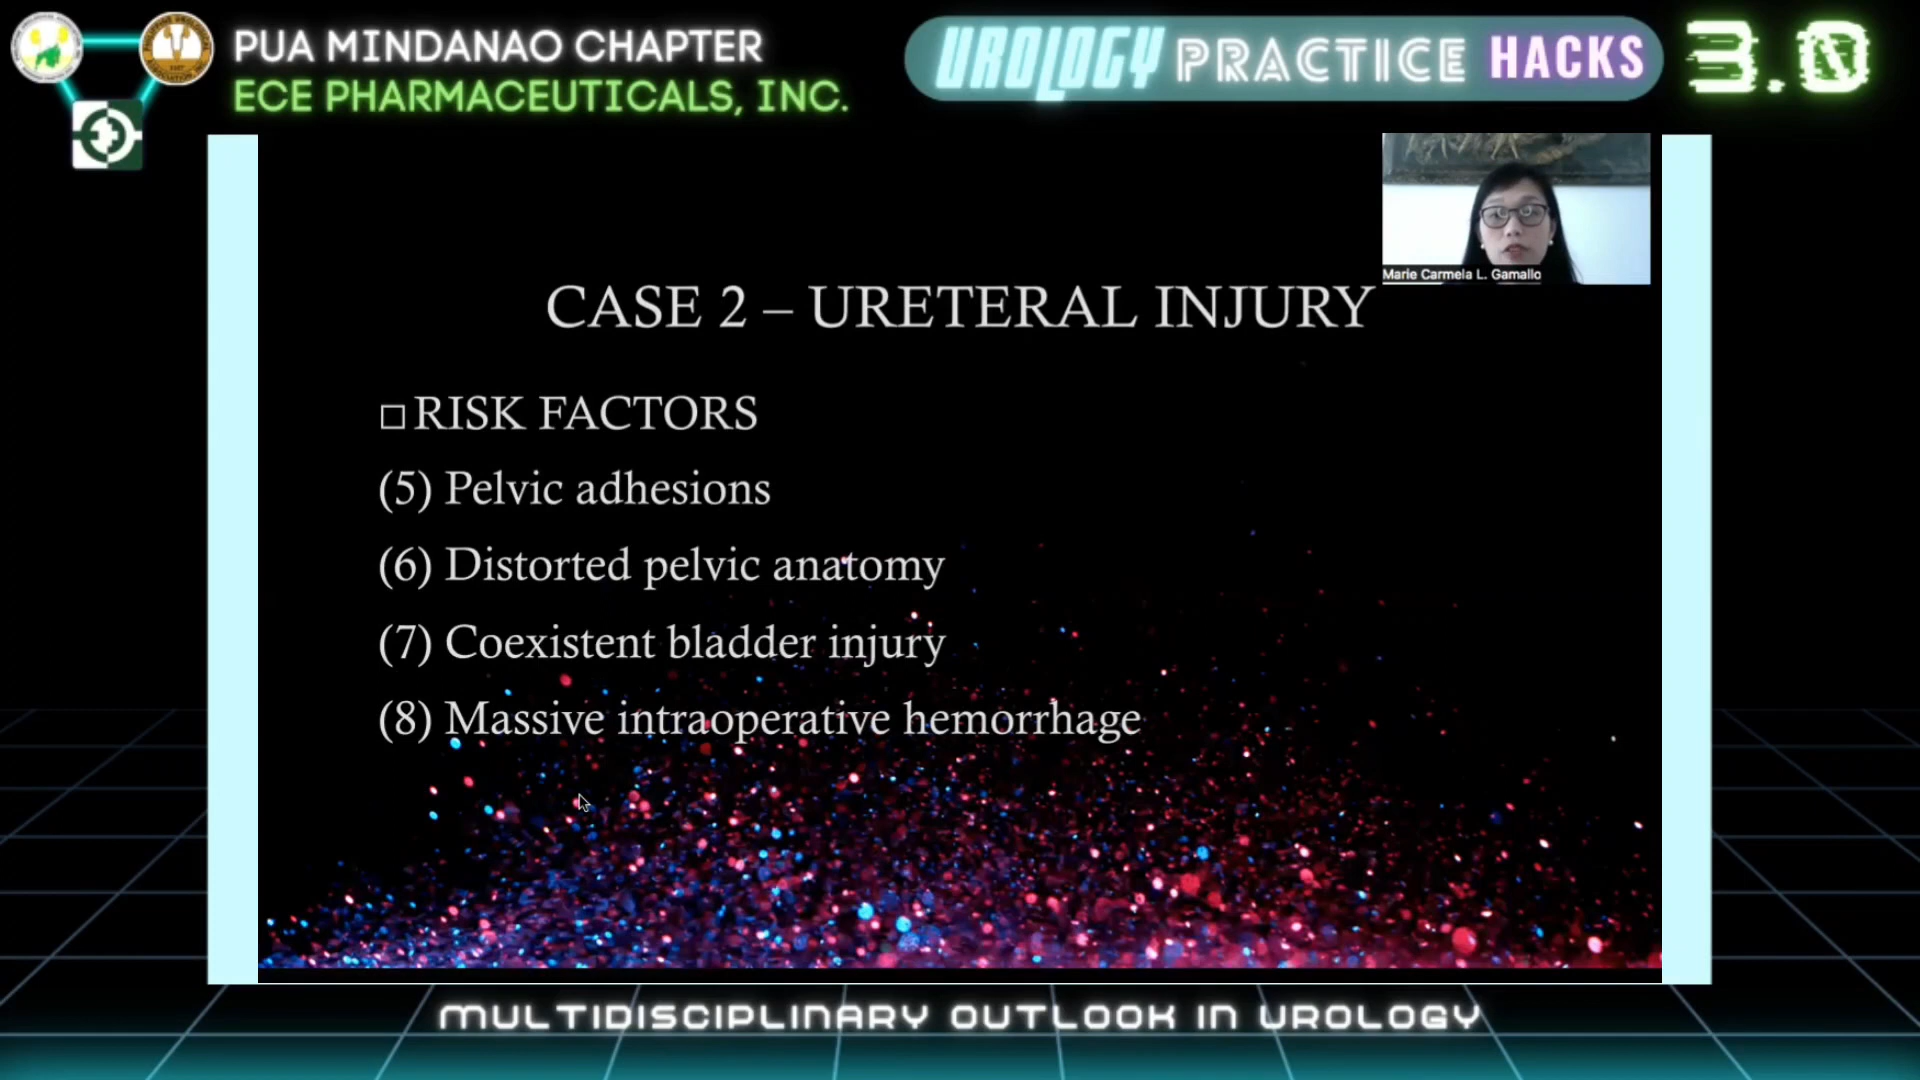 PUA MINDANAO CHAPTER
ECE PHARMACEUTICALS, INC.
UROLOGY PRACTICE HACKS 3.0
Marie Carmela L. Gamallo
CASE 2 – URETERAL INJURY
□ RISK FACTORS
(5) Pelvic adhesions
(6) Distorted pelvic anatomy
(7) Coexistent bladder injury
(8) Massive intraoperative hemorrhage
MULTIDISCIPLINARY OUTLOOK IN UROLOGY